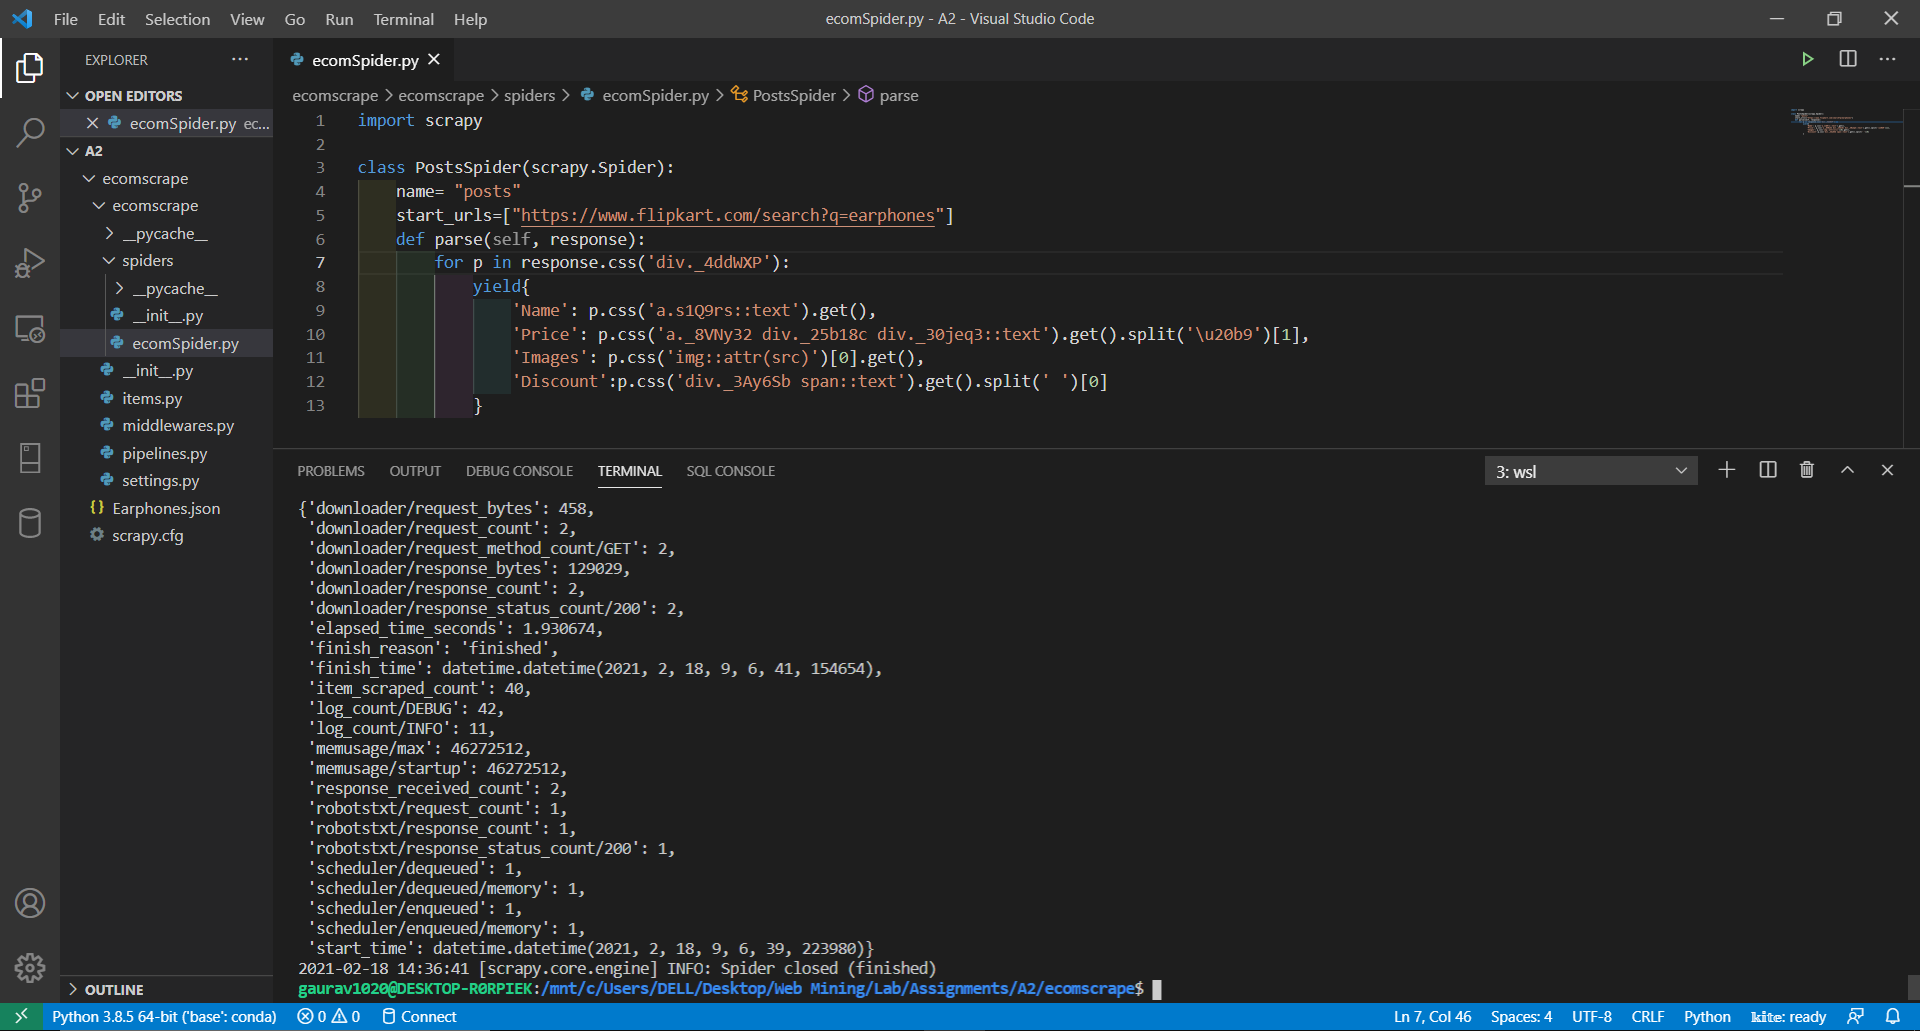 File Edit Selection View Go Run Terminal Help
ecomSpider.py - A2 - Visual Studio Code
EXPLORER
OPEN EDITORS
ecomSpider.py ec...
A2
ecomscrape
ecomscrape
__pycache__
spiders
__pycache__
__init__.py
ecomSpider.py
__init__.py
items.py
middlewares.py
pipelines.py
settings.py
Earphones.json
scrapy.cfg
OUTLINE
ecomSpider.py
ecomscrape > ecomscrape > spiders > ecomSpider.py > PostsSpider > parse
1 import scrapy
2
3 class PostsSpider(scrapy.Spider):
4 name= "posts"
5 start_urls=["https://www.flipkart.com/search?q=earphones"]
6 def parse(self, response):
7 for p in response.css('div._4ddWXP'):
8 yield{
9 'Name': p.css('a.s1Q9rs::text').get(),
10 'Price': p.css('a._8VNy32 div._25b18c div._30jeq3::text').get().split('\u20b9')[1],
11 'Images': p.css('img::attr(src)')[0].get(),
12 'Discount':p.css('div._3Ay6Sb span::text').get().split(' ')[0]
13 }
PROBLEMS OUTPUT DEBUG CONSOLE TERMINAL SQL CONSOLE
3: wsl
{'downloader/request_bytes': 458,
'downloader/request_count': 2,
'downloader/request_method_count/GET': 2,
'downloader/response_bytes': 129029,
'downloader/response_count': 2,
'downloader/response_status_count/200': 2,
'elapsed_time_seconds': 1.930674,
'finish_reason': 'finished',
'finish_time': datetime.datetime(2021, 2, 18, 9, 6, 41, 154654),
'item_scraped_count': 40,
'log_count/DEBUG': 42,
'log_count/INFO': 11,
'memusage/max': 46272512,
'memusage/startup': 46272512,
'response_received_count': 2,
'robotstxt/request_count': 1,
'robotstxt/response_count': 1,
'robotstxt/response_status_count/200': 1,
'scheduler/dequeued': 1,
'scheduler/dequeued/memory': 1,
'scheduler/enqueued': 1,
'scheduler/enqueued/memory': 1,
'start_time': datetime.datetime(2021, 2, 18, 9, 6, 39, 223980)}
2021-02-18 14:36:41 [scrapy.core.engine] INFO: Spider closed (finished)
gaurav1020@DESKTOP-R0RPIEK:/mnt/c/Users/DELL/Desktop/Web Mining/Lab/Assignments/A2/ecomscrape$
Python 3.8.5 64-bit ('base': conda) 0 0 Connect
Ln 7, Col 46 Spaces: 4 UTF-8 CRLF Python kite: ready